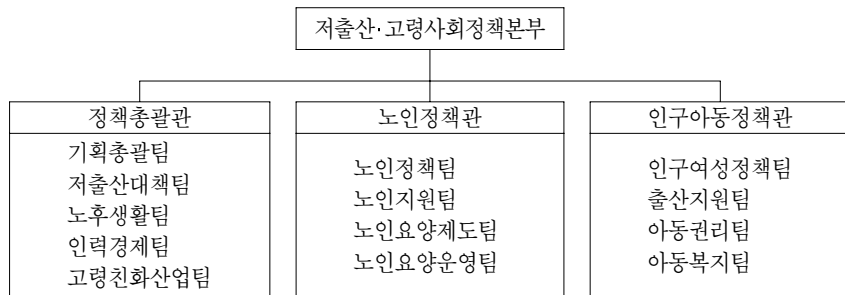 저출산·고령사회정책본부
정책총괄관
기획총괄팀
저출산대책팀
노후생활팀
인력경제팀
고령친화산업팀
노인정책관
노인정책팀
노인지원팀
노인요양제도팀
노인요양운영팀
인구아동정책관
인구여성정책팀
출산지원팀
아동권리팀
아동복지팀